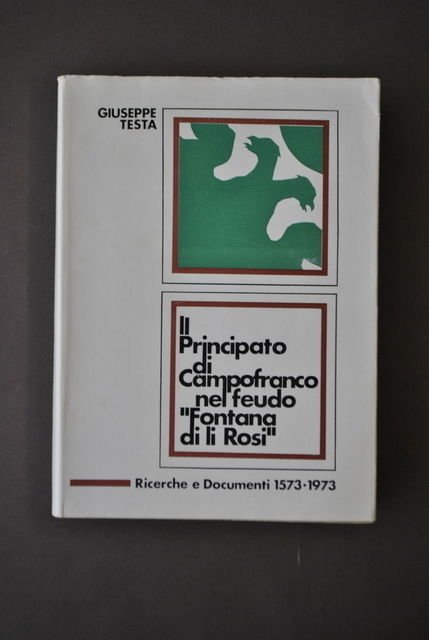 GIUSEPPE
TESTA
Il
Principato
di
Campofranco
nel feudo
"Fontana
di li Rosi"
Ricerche e Documenti 1573·1973